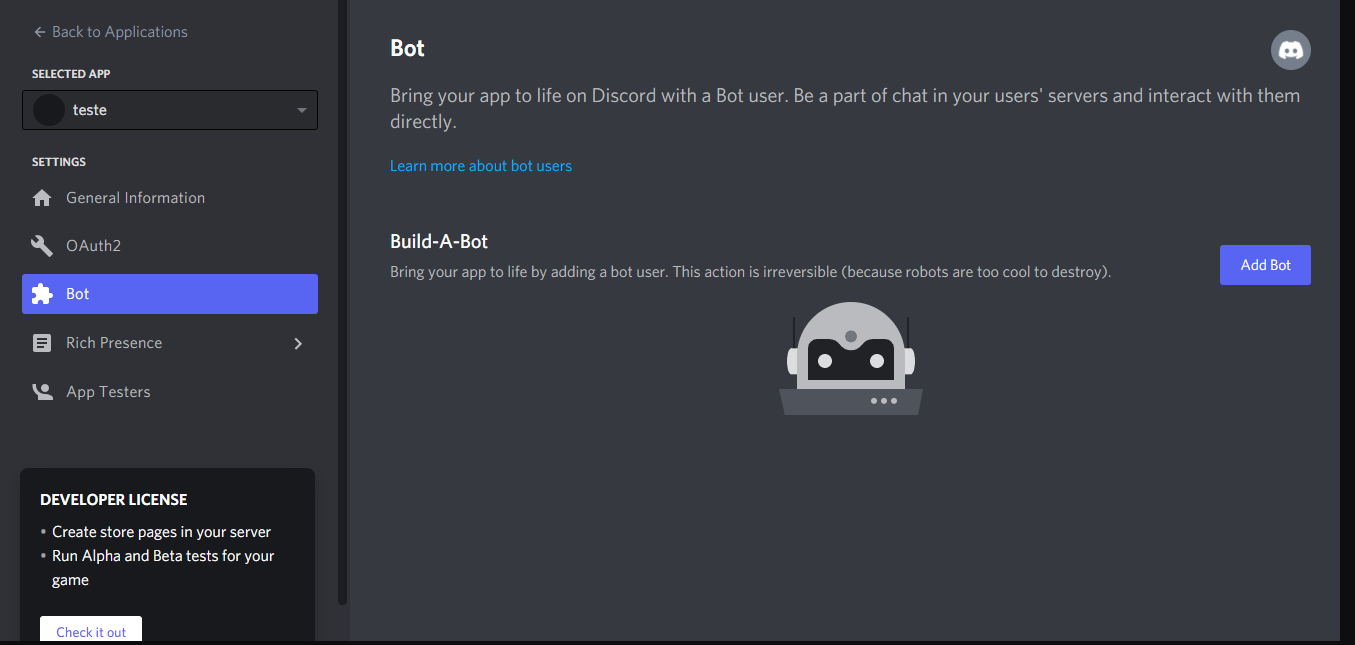 Back to Applications
SELECTED APP
teste
SETTINGS
General Information
OAuth2
Bot
Rich Presence
App Testers
DEVELOPER LICENSE
• Create store pages in your server
• Run Alpha and Beta tests for your
game
Check it out
Bot
Bring your app to life on Discord with a Bot user. Be a part of chat in your users' servers and interact with them
directly.
Learn more about bot users
Build-A-Bot
Bring your app to life by adding a bot user. This action is irreversible (because robots are too cool to destroy).
Add Bot